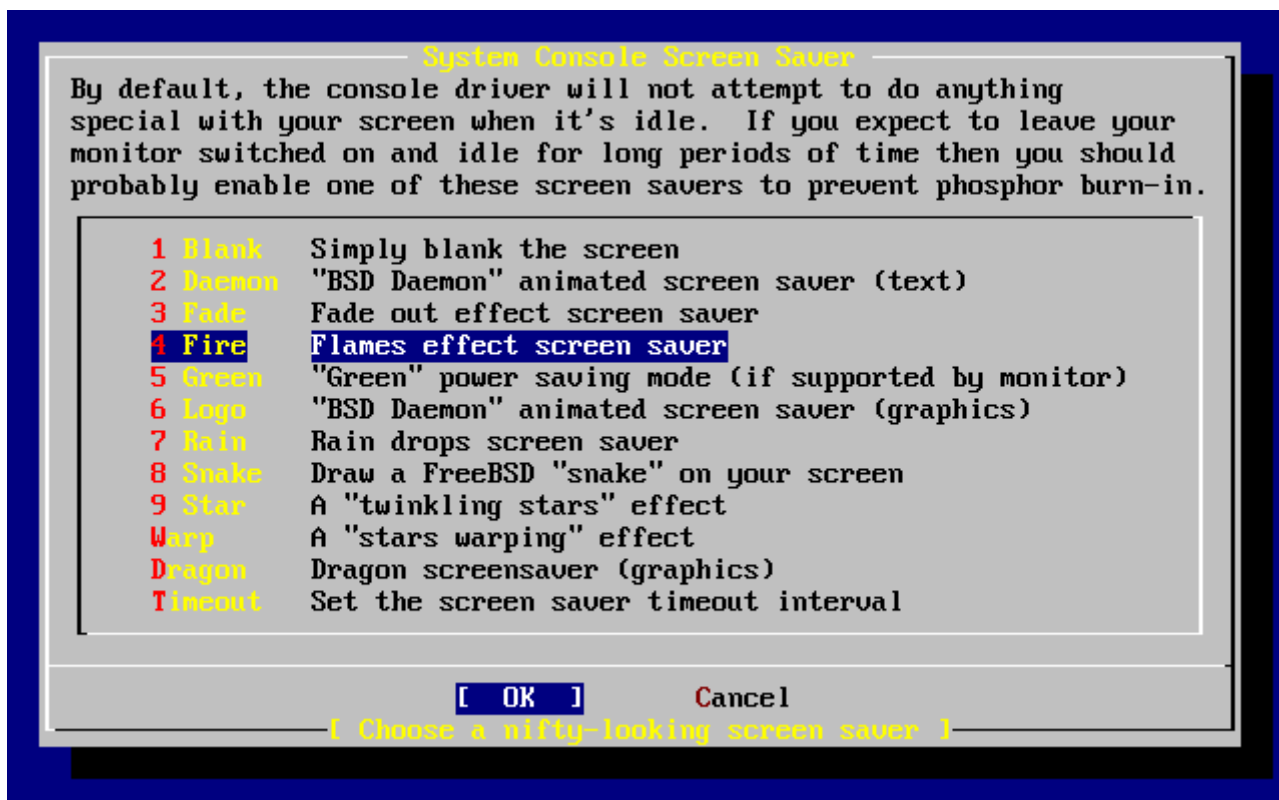 System Console Screen Saver
By default, the console driver will not attempt to do anything
special with your screen when it's idle.  If you expect to leave your
monitor switched on and idle for long periods of time then you should
probably enable one of these screen savers to prevent phosphor burn-in.
1 Blank   Simply blank the screen
2 Daemon  "BSD Daemon" animated screen saver (text)
3 Fade    Fade out effect screen saver
4 Fire    Flames effect screen saver
5 Green   "Green" power saving mode (if supported by monitor)
6 Logo    "BSD Daemon" animated screen saver (graphics)
7 Rain    Rain drops screen saver
8 Snake   Draw a FreeBSD "snake" on your screen
9 Star    A "twinkling stars" effect
Warp      A "stars warping" effect
Dragon    Dragon screensaver (graphics)
Timeout   Set the screen saver timeout interval
[  OK  ]       Cancel
[ Choose a nifty-looking screen saver ]